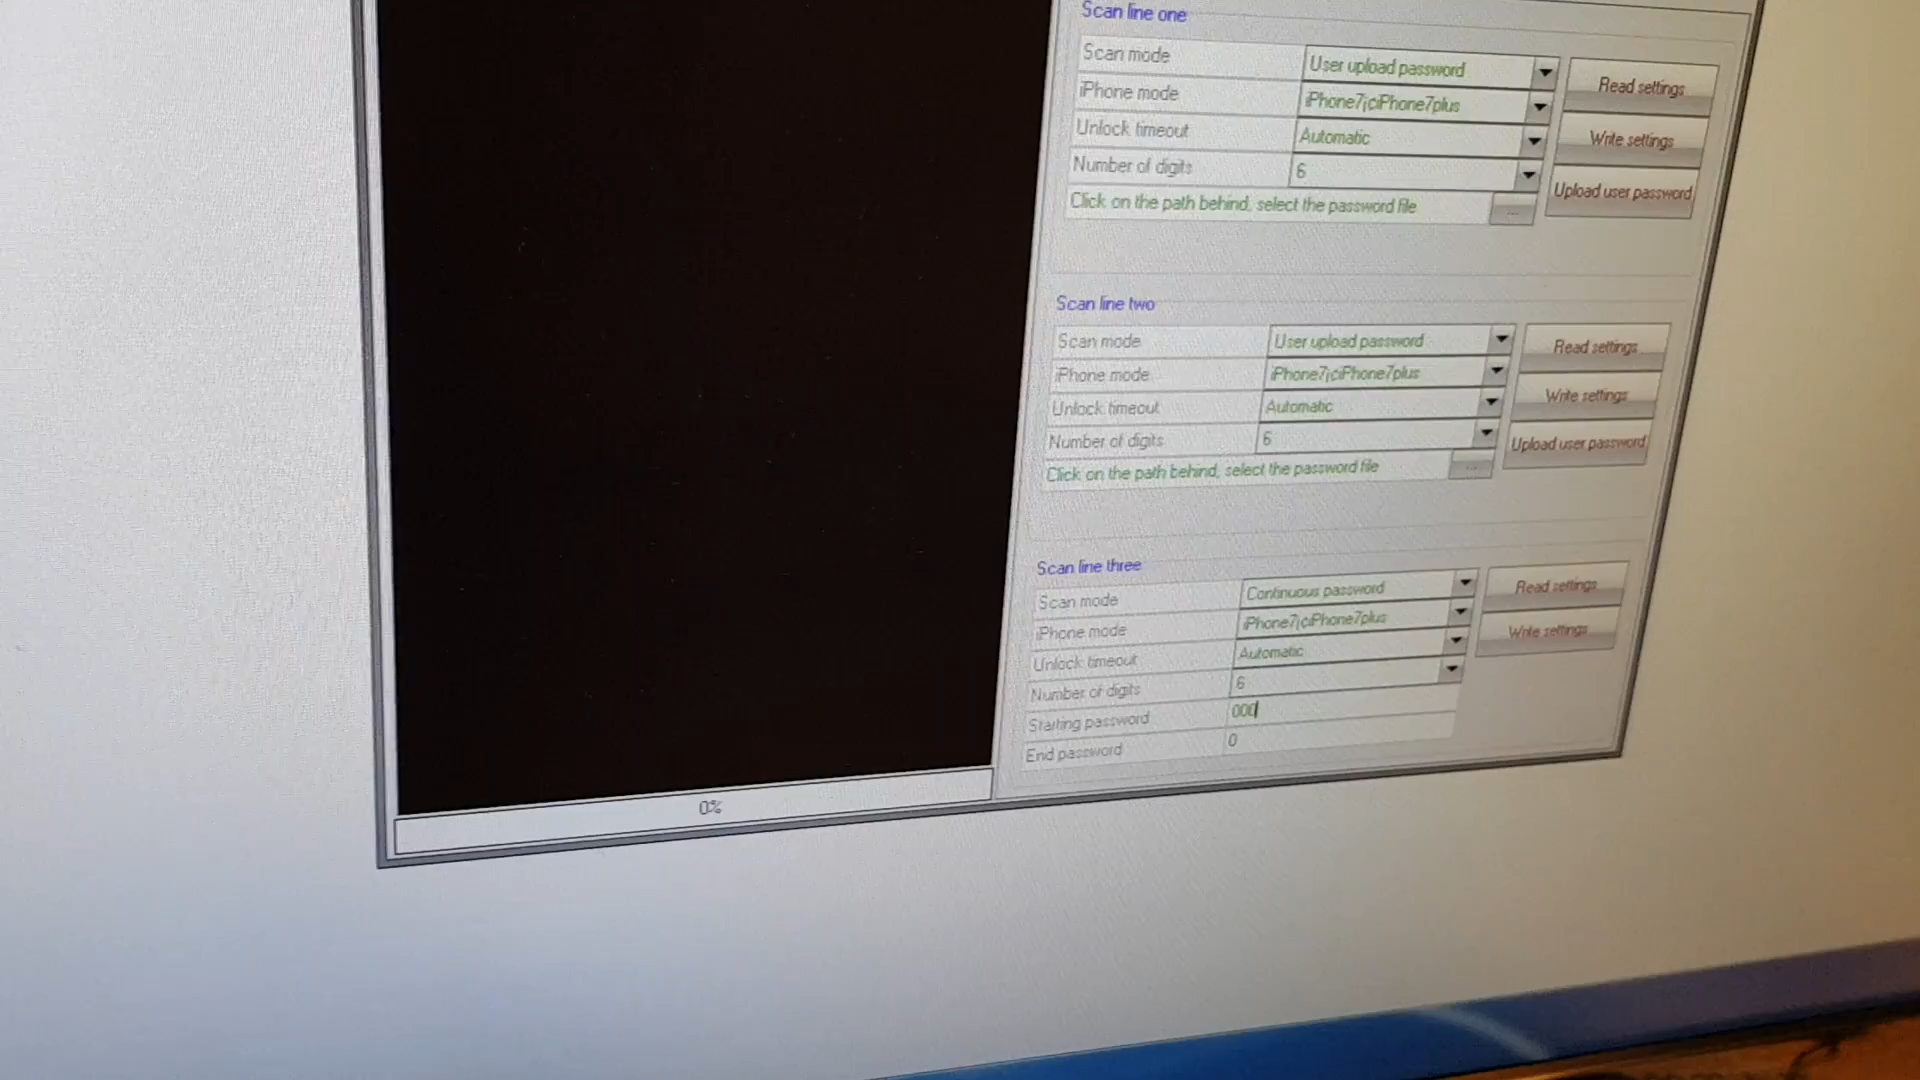 Scan line one
Scan mode User upload password Read settings
iPhone mode iPhone7¡ciPhone7plus
Unlock timeout Automatic Write settings
Number of digits 6 Upload user password
Click on the path behind, select the password file ...
Scan line two
Scan mode User upload password Read settings
iPhone mode iPhone7¡ciPhone7plus
Unlock timeout Automatic Write settings
Number of digits 6 Upload user password
Click on the path behind, select the password file ...
Scan line three
Scan mode Continuous password Read settings
iPhone mode iPhone7¡ciPhone7plus
Unlock timeout Automatic Write settings
Number of digits 6
Starting password 000
End password 0
0%